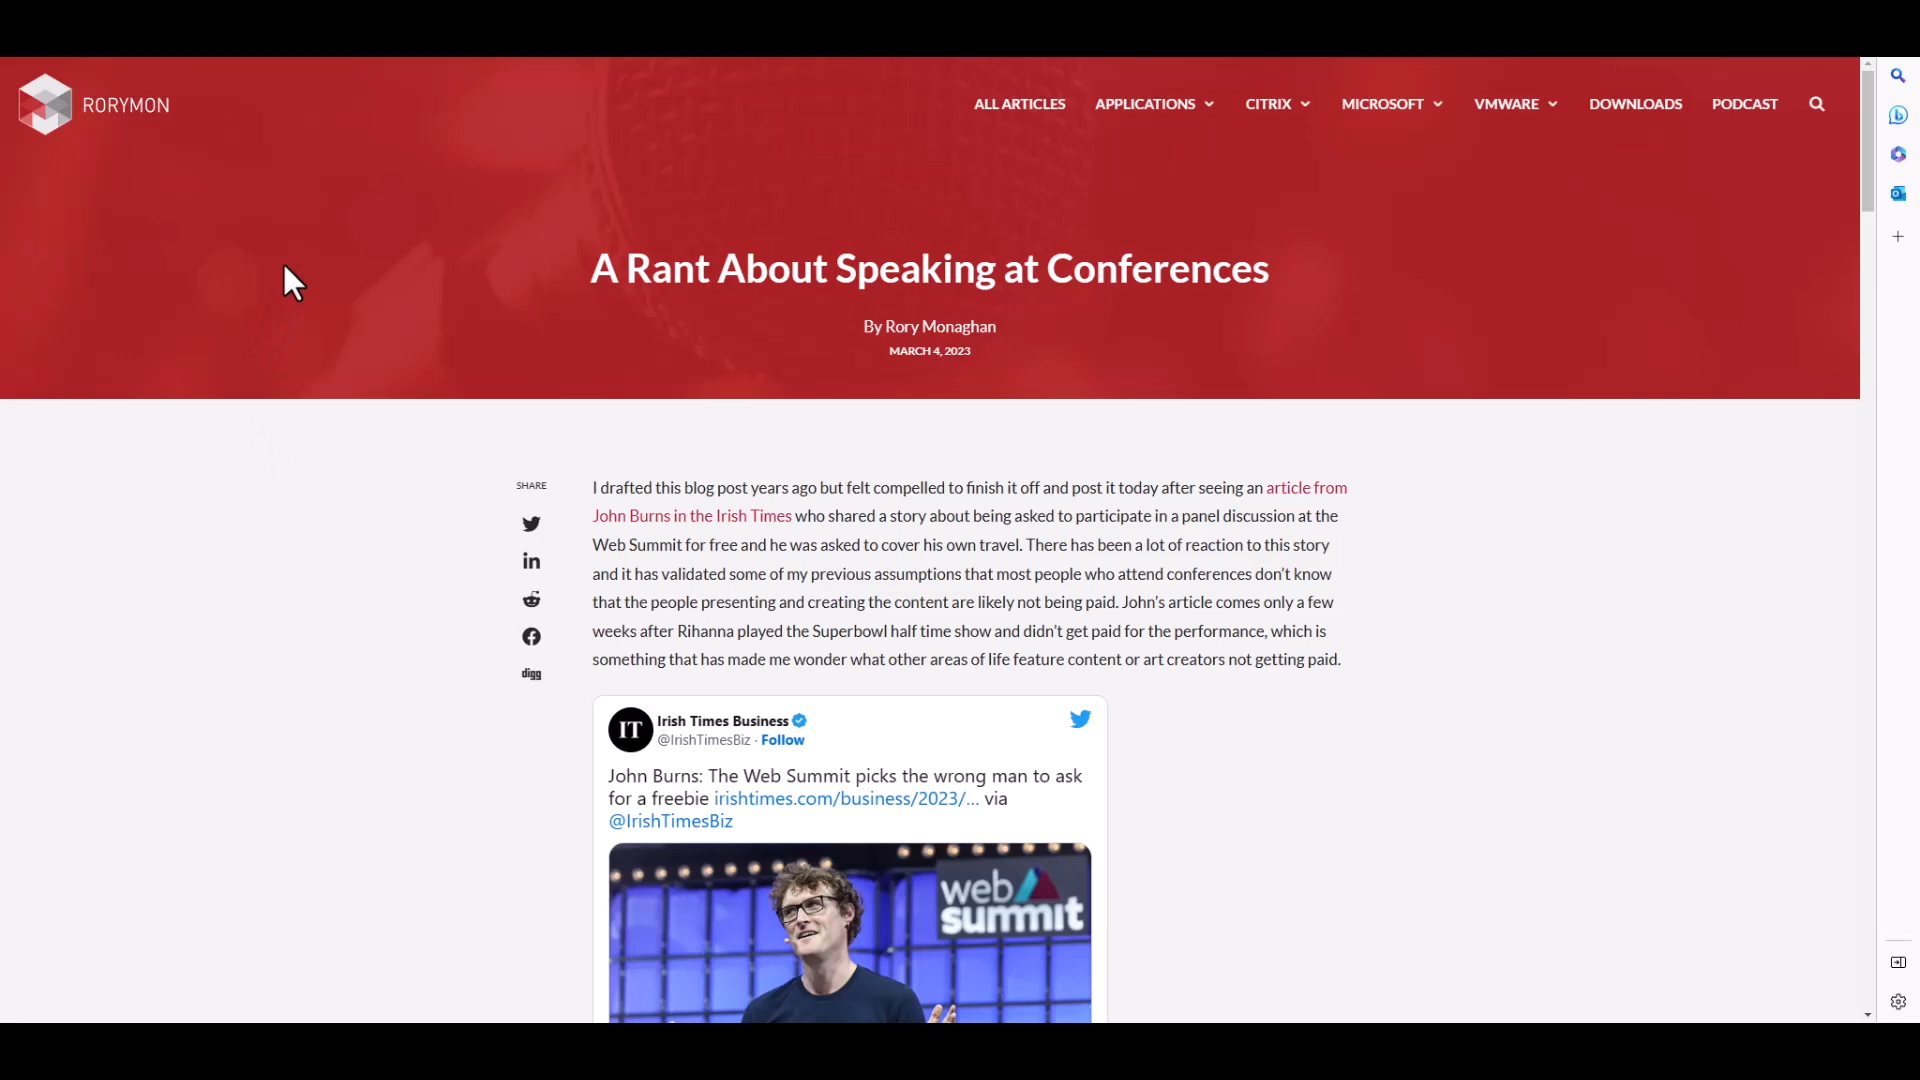 RORYMON
ALL ARTICLES APPLICATIONS CITRIX MICROSOFT VMWARE DOWNLOADS PODCAST
A Rant About Speaking at Conferences
By Rory Monaghan
MARCH 4, 2023
SHARE
I drafted this blog post years ago but felt compelled to finish it off and post it today after seeing an article from
John Burns in the Irish Times who shared a story about being asked to participate in a panel discussion at the
Web Summit for free and he was asked to cover his own travel. There has been a lot of reaction to this story
and it has validated some of my previous assumptions that most people who attend conferences don’t know
that the people presenting and creating the content are likely not being paid. John’s article comes only a few
weeks after Rihanna played the Superbowl half time show and didn’t get paid for the performance, which is
something that has made me wonder what other areas of life feature content or art creators not getting paid.
digg
IT
Irish Times Business
@IrishTimesBiz · Follow
John Burns: The Web Summit picks the wrong man to ask
for a freebie irishtimes.com/business/2023/… via
@IrishTimesBiz
web
summit